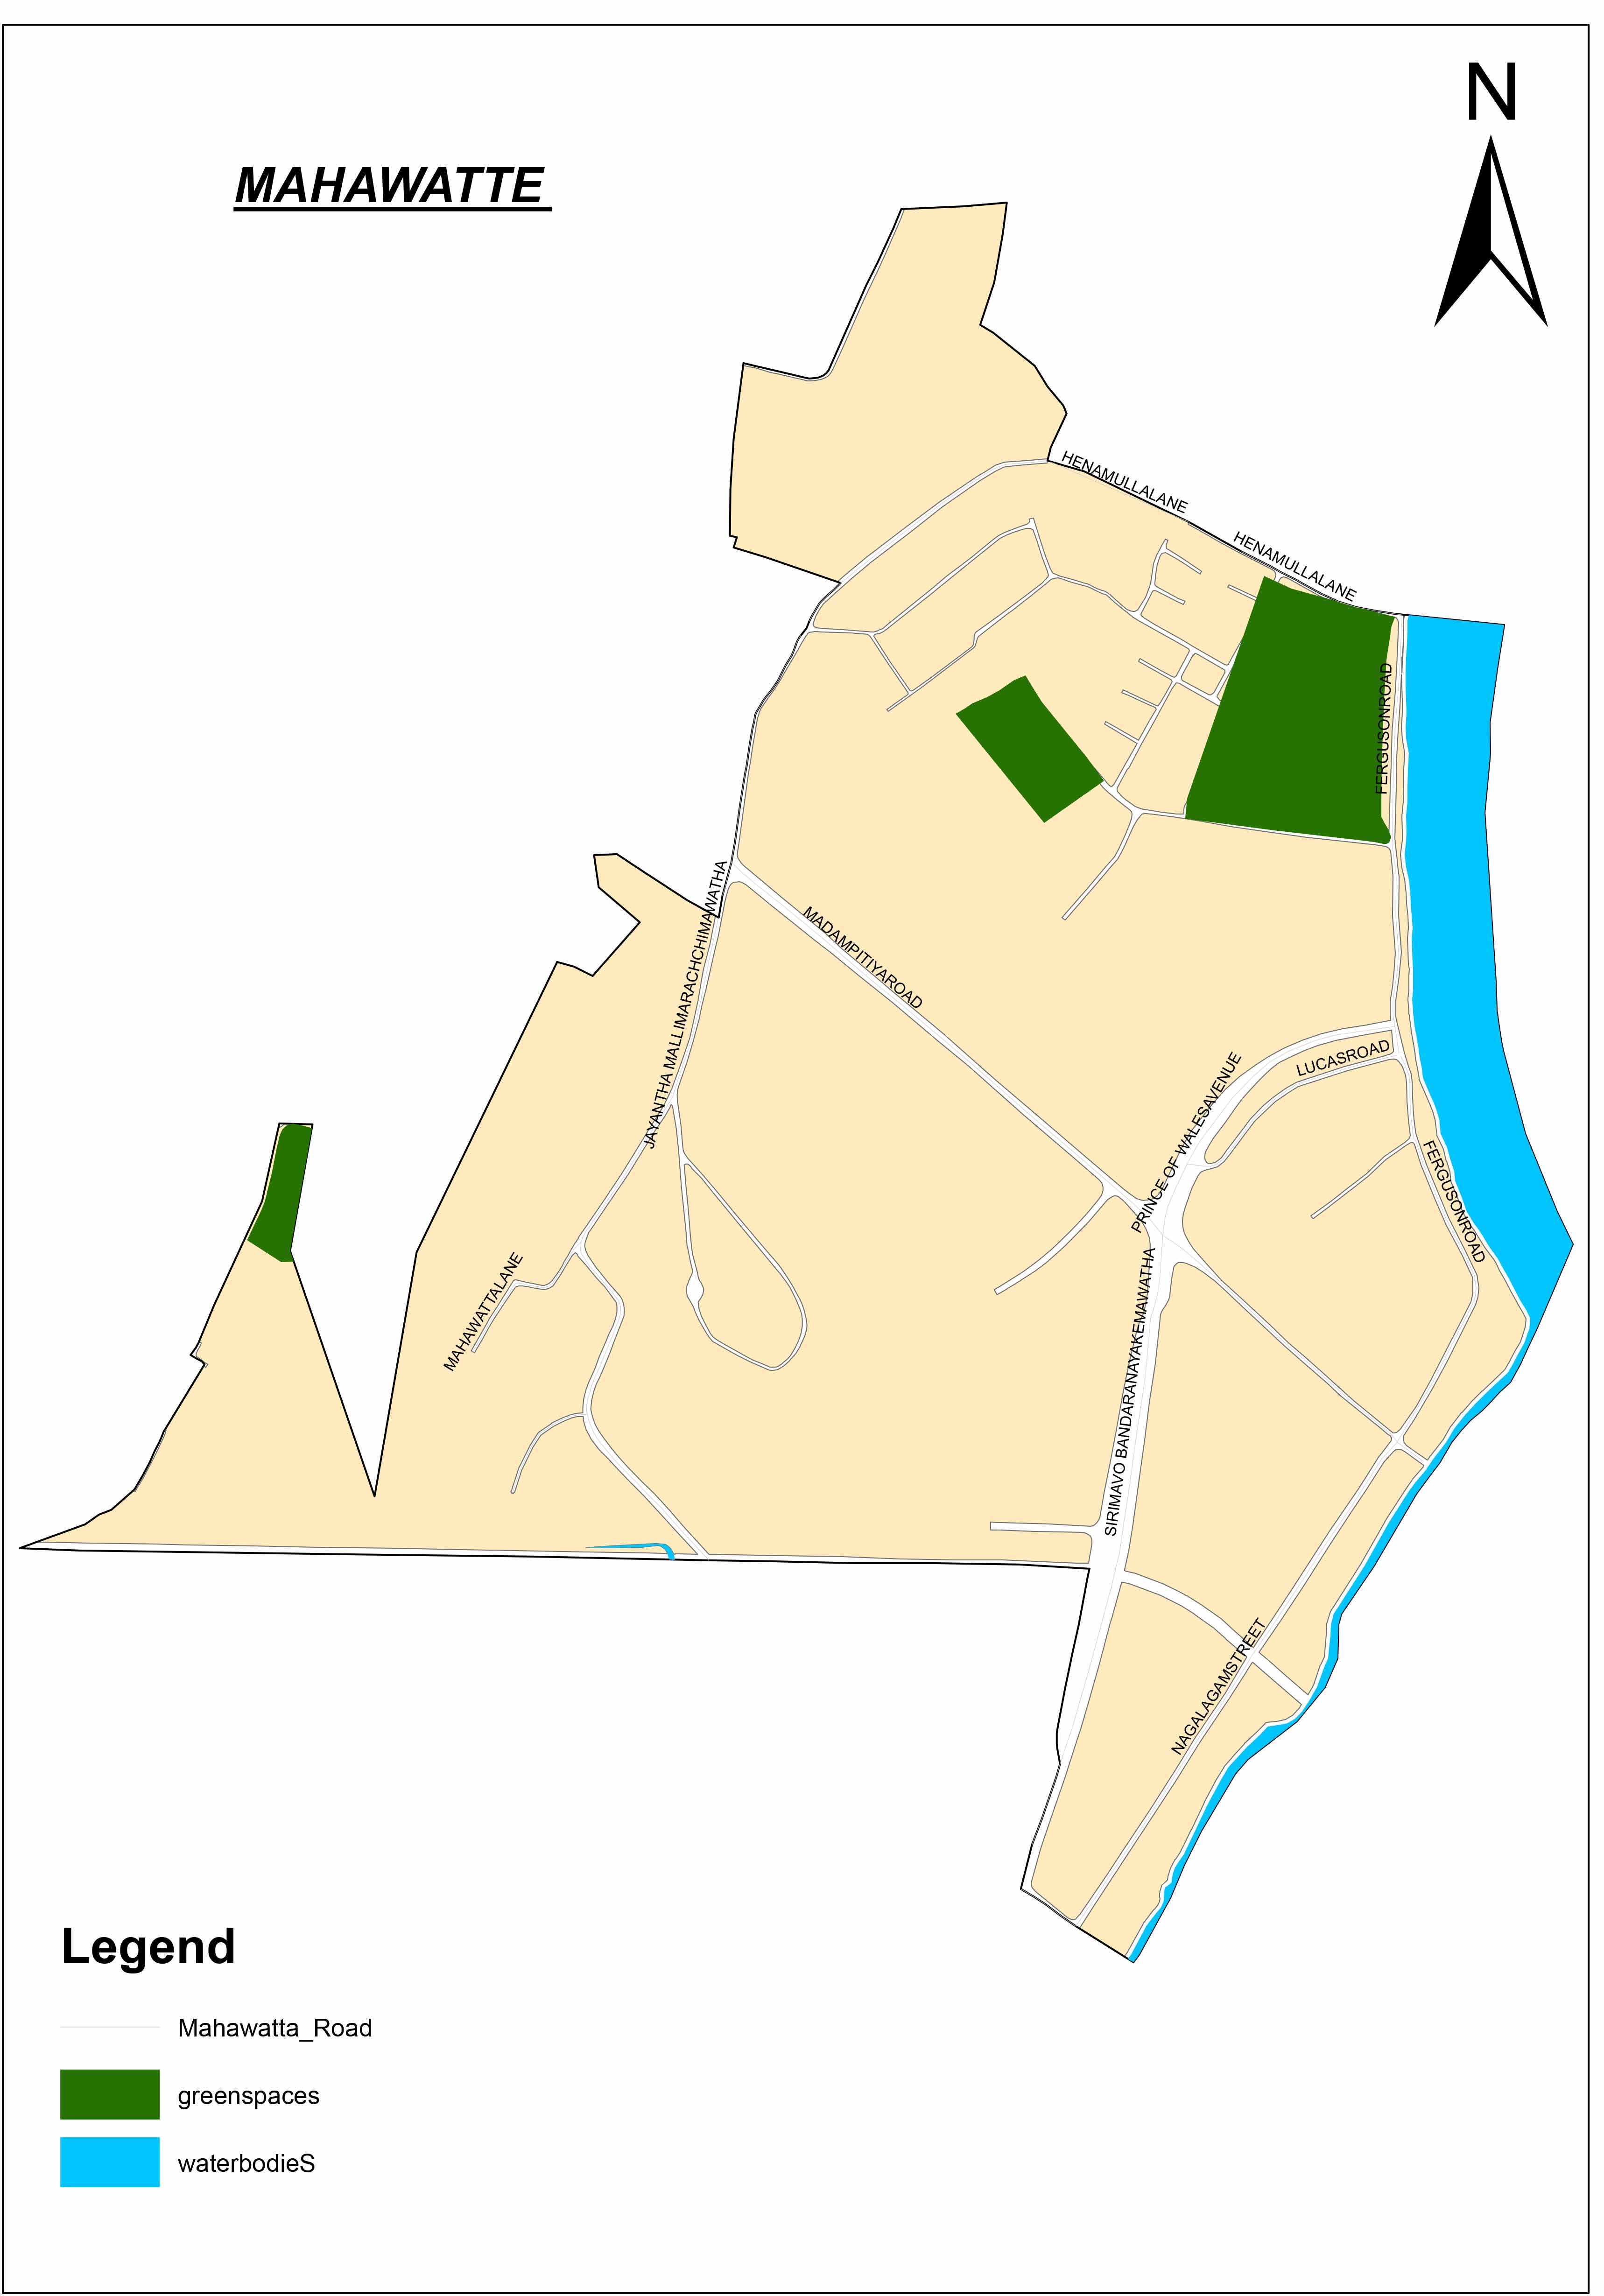 N
MAHAWATTE
HENAMULLALANE
HENAMULLALANE
FERGUSONROAD
JAYANTHA MALLIMARACHCHIMAWATHA
MADAMPITIYAROAD
LUCASROAD
PRINCE OF WALESAVENUE
FERGUSONROAD
MAHAWATTALANE
SIRIMAVO BANDARANAYAKEMAWATHA
NAGALAGAMSTREET
Legend
Mahawatta_Road
greenspaces
waterbodieS